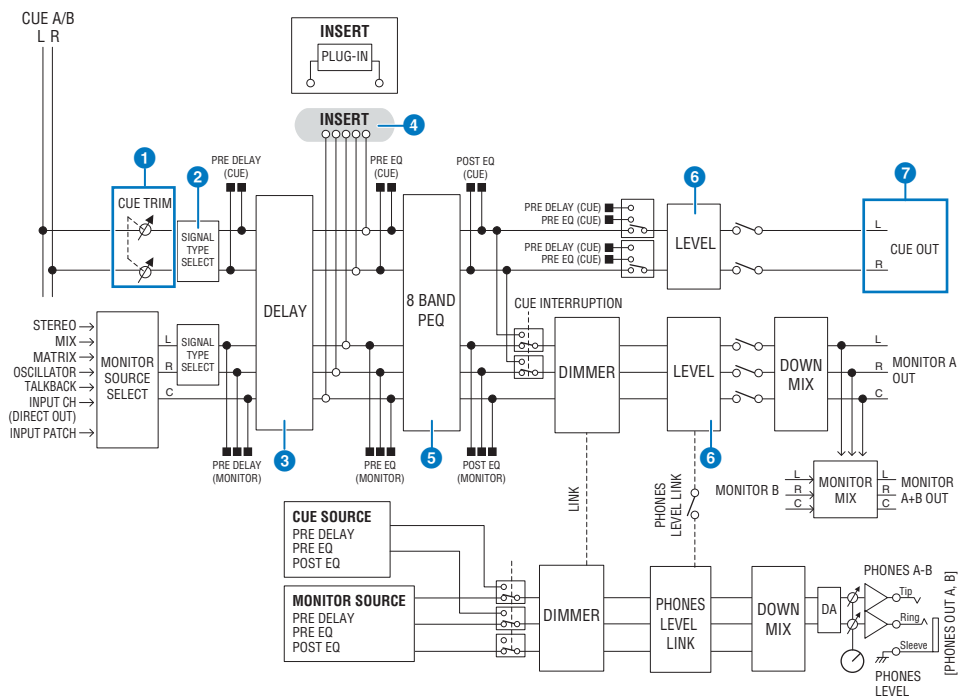 CUE A/B
L R
INSERT
PLUG-IN
INSERT
4
1
2
PRE DELAY
(CUE)
PRE EQ
(CUE)
POST EQ
(CUE)
6
7
CUE TRIM
SIGNAL
TYPE
SELECT
PRE DELAY (CUE)
PRE EQ (CUE)
PRE DELAY (CUE)
PRE EQ (CUE)
LEVEL
L
CUE OUT
R
DELAY
8 BAND
PEQ
CUE INTERRUPTION
STEREO
MIX
MATRIX
OSCILLATOR
TALKBACK
INPUT CH
(DIRECT OUT)
INPUT PATCH
MONITOR
SOURCE
SELECT
L
R
C
SIGNAL
TYPE
SELECT
DIMMER
LEVEL
DOWN
MIX
L
R
C
MONITOR A
OUT
3
5
6
PRE DELAY
(MONITOR)
PRE EQ
(MONITOR)
POST EQ
(MONITOR)
LINK
PHONES
LEVEL LINK
MONITOR B
L
R
C
MONITOR
MIX
L
R
C
MONITOR
A+B OUT
CUE SOURCE
PRE DELAY
PRE EQ
POST EQ
MONITOR SOURCE
PRE DELAY
PRE EQ
POST EQ
DIMMER
PHONES
LEVEL
LINK
DOWN
MIX
DA
PHONES A-B
Tip
Ring
Sleeve
PHONES
LEVEL
[PHONES OUT A, B]